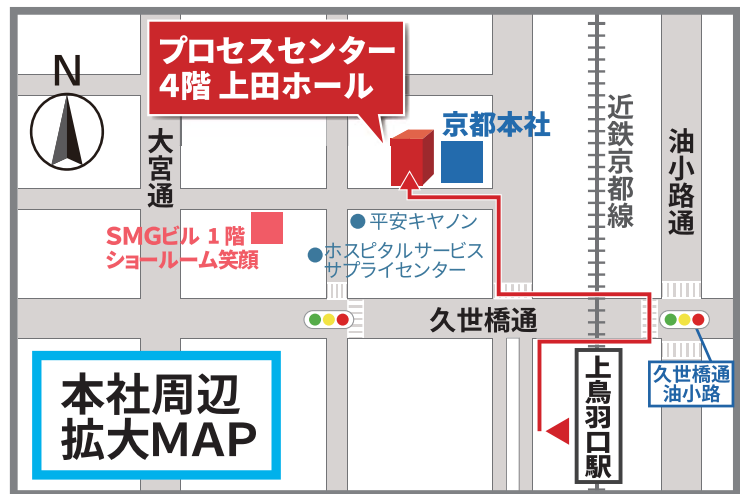 プロセスセンター
4階 上田ホール
N
京都本社
近鉄京都線
大宮通
油小路通
平安キヤノン
SMGビル 1階
ショールーム笑顔
ホスピタルサービス
サプライセンター
久世橋通
久世橋通
油小路
上鳥羽口駅
本社周辺
拡大MAP